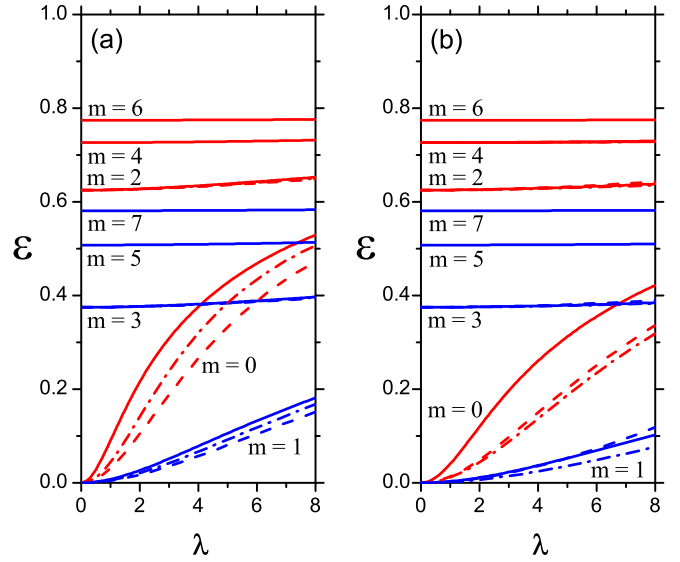 (a)
1.0
0.8
0.6
0.4
0.2
0.0
ε
m = 6
m = 4
m = 2
m = 7
m = 5
m = 3
m = 0
m = 1
0 2 4 6 8
λ
(b)
1.0
0.8
0.6
0.4
0.2
0.0
ε
m = 6
m = 4
m = 2
m = 7
m = 5
m = 3
m = 0
m = 1
0 2 4 6 8
λ